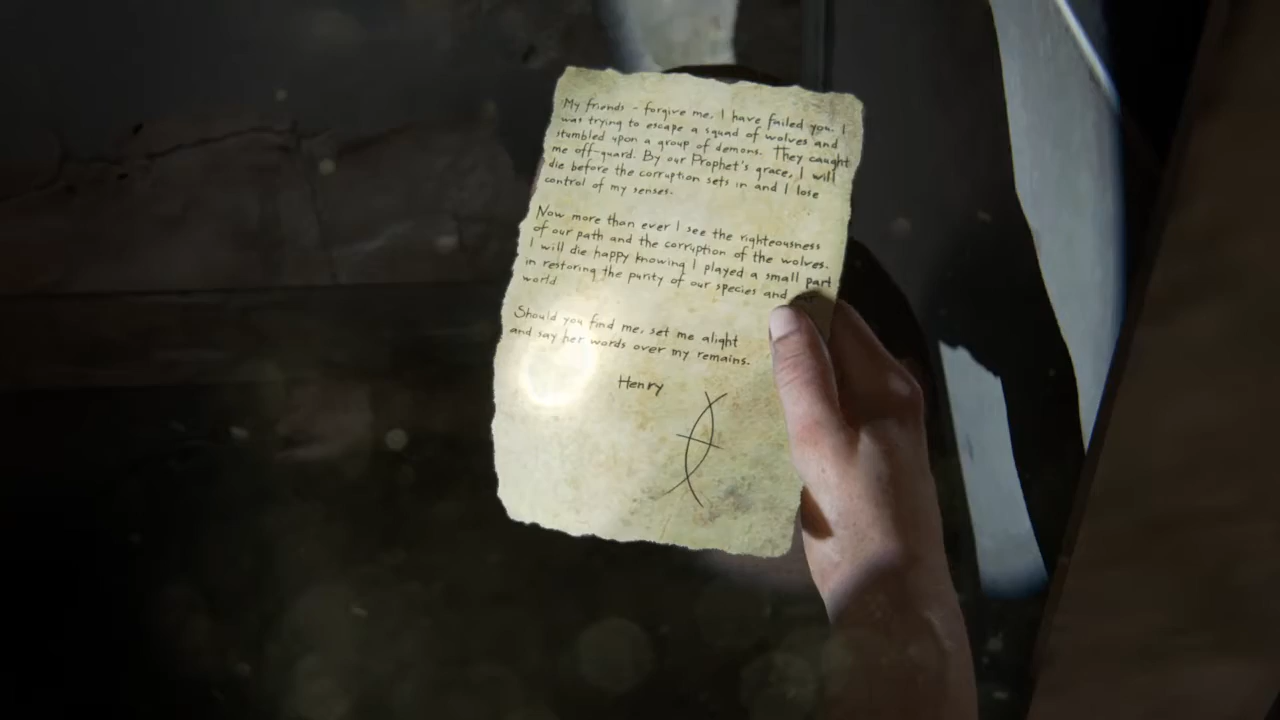 My friends - forgive me, I have failed you. I
was trying to escape a squad of wolves and
stumbled upon a group of demons. They caught
me off-guard. By our Prophet's grace, I will
die before the corruption sets in and I lose
control of my senses.
Now more than ever I see the righteousness
of our path and the corruption of the wolves.
I will die happy knowing I played a small part
in restoring the purity of our species and
world.
Should you find me, set me alight
and say her words over my remains.
Henry